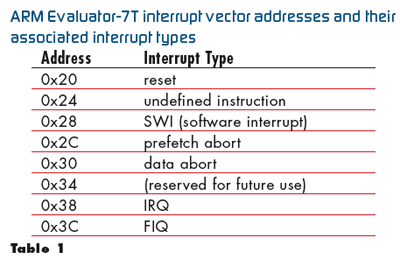 ARM Evaluator-7T interrupt vector addresses and their
associated interrupt types
Address Interrupt Type
0x20 reset
0x24 undefined instruction
0x28 SWI (software interrupt)
0x2C prefetch abort
0x30 data abort
0x34 (reserved for future use)
0x38 IRQ
0x3C FIQ
Table 1